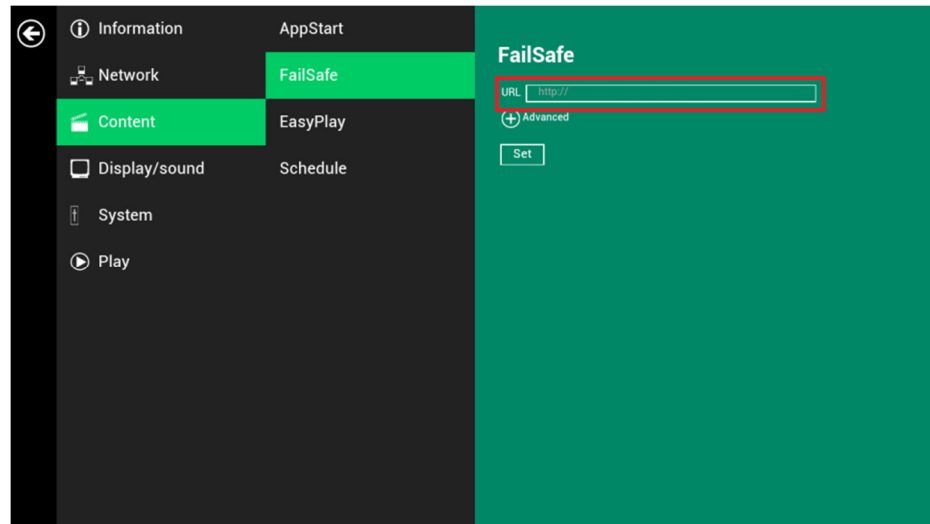 Information
Network
Content
Display/sound
System
Play
AppStart
FailSafe
EasyPlay
Schedule
FailSafe
URL http://
Advanced
Set